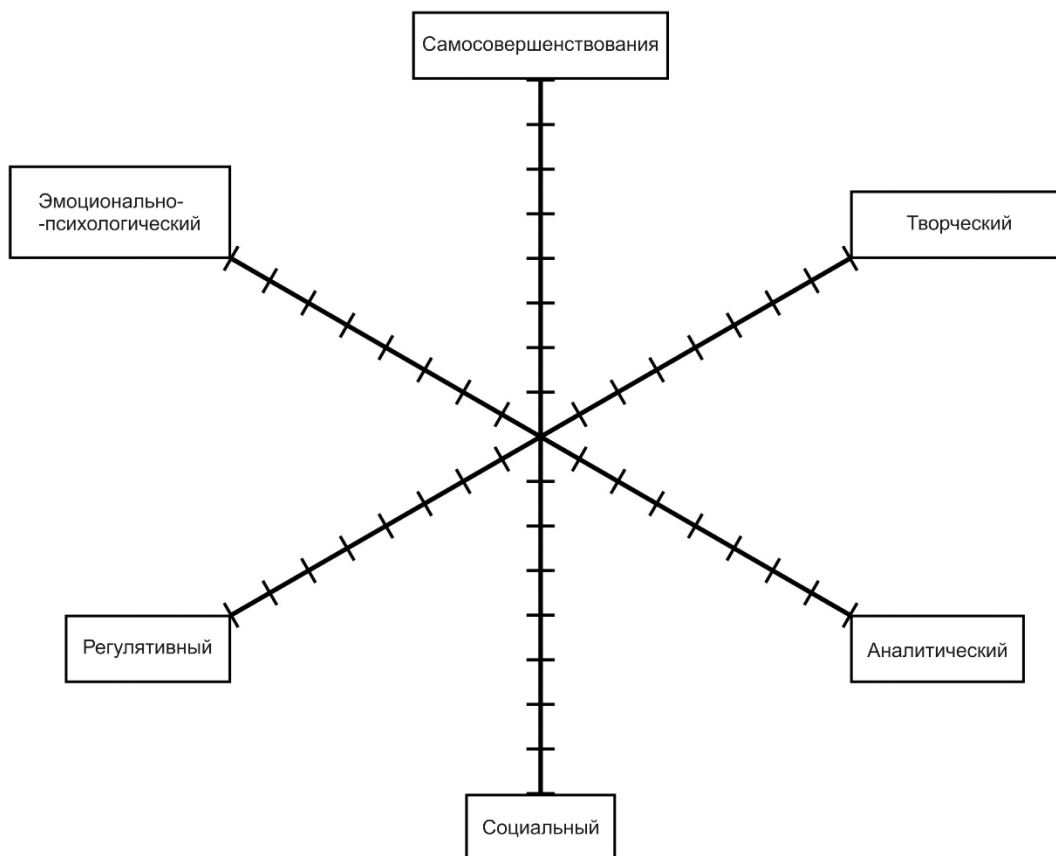 Самосовершенствования
Эмоционально-
-психологический
Творческий
Регулятивный
Аналитический
Социальный